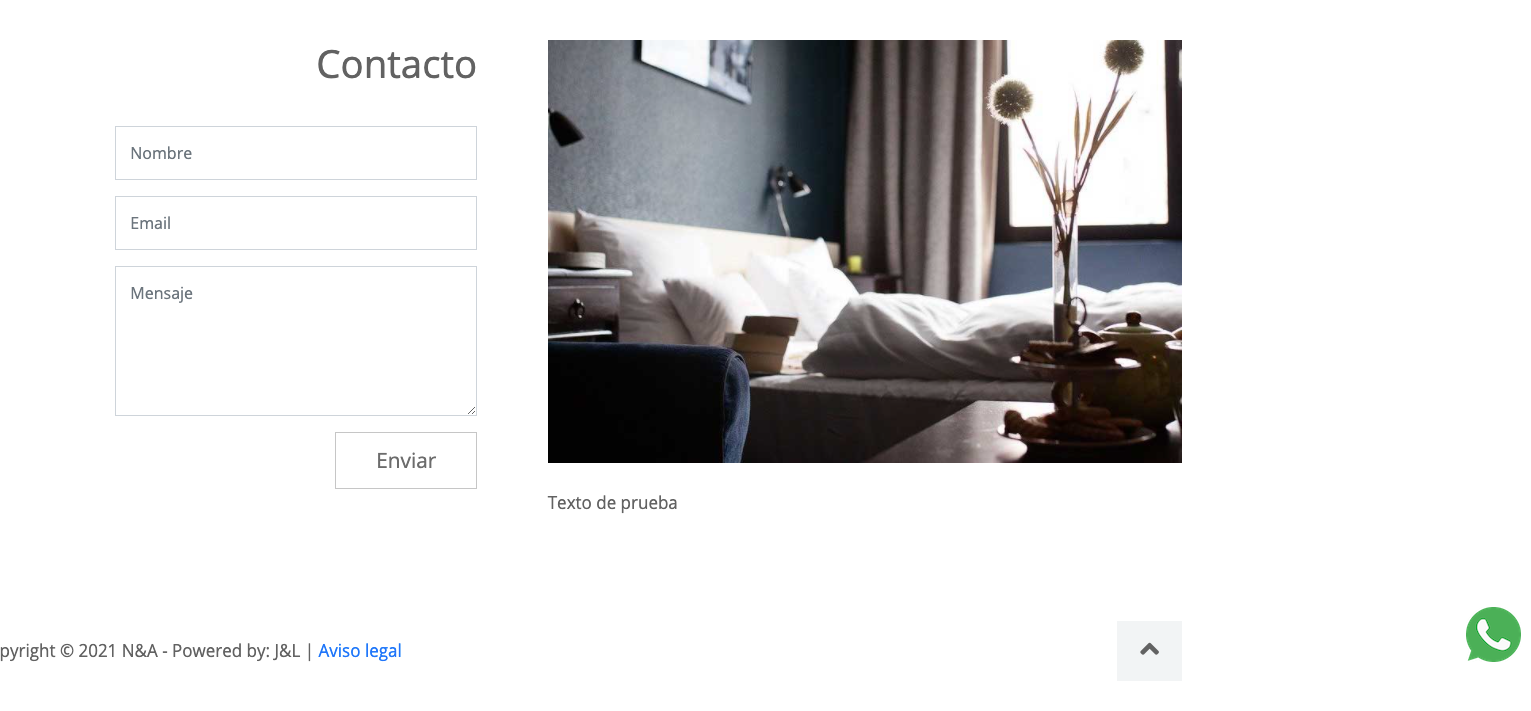 Contacto
Nombre
Email
Mensaje
Enviar
Texto de prueba
pyright © 2021 N&A - Powered by: J&L | Aviso legal